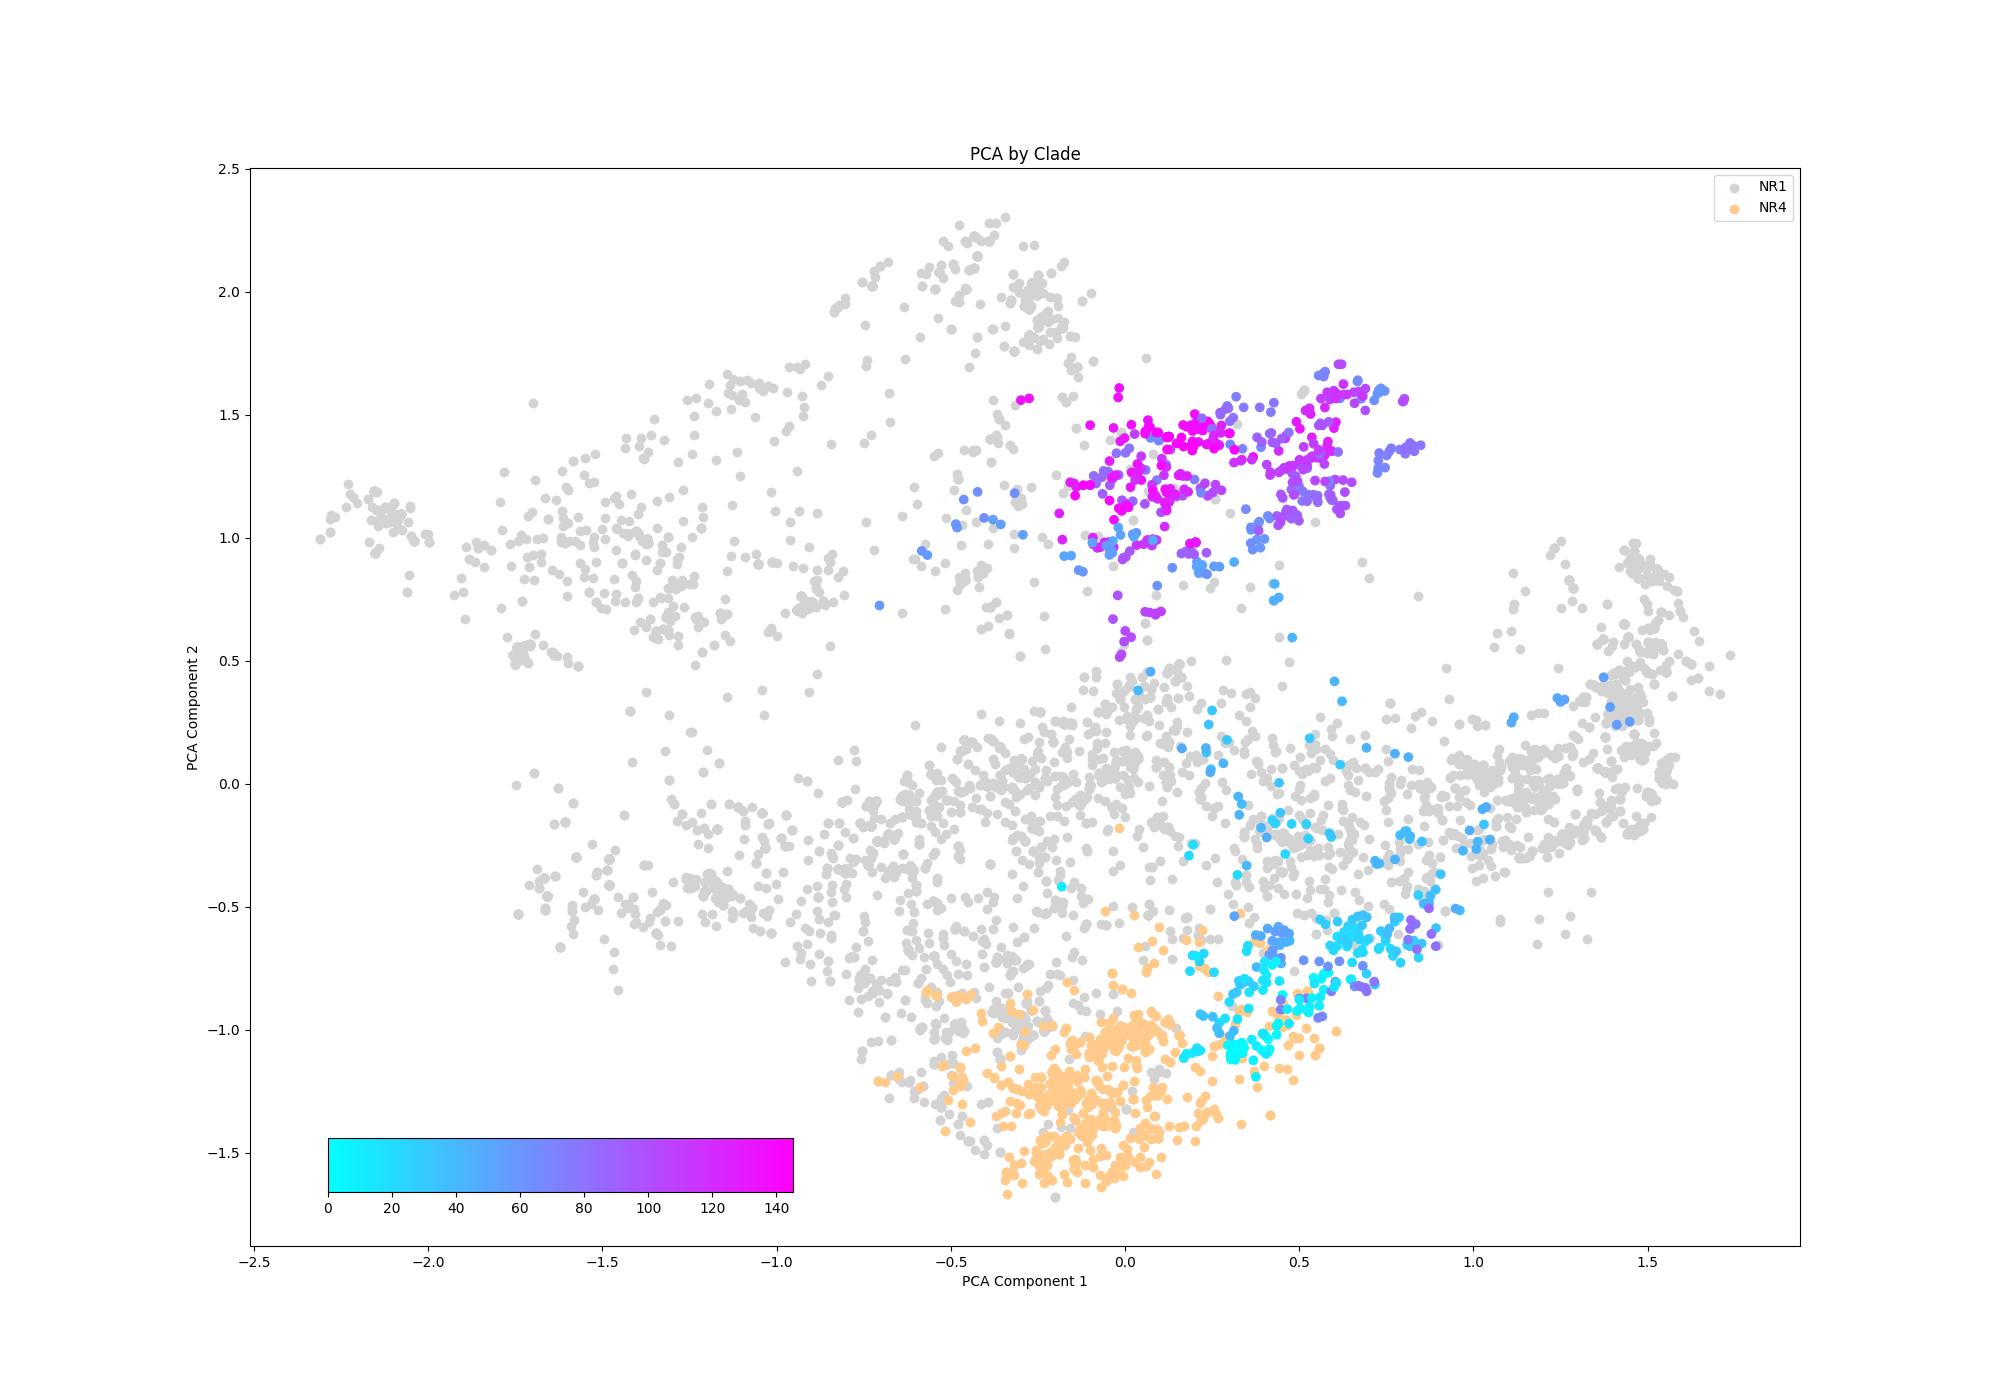 PCA by Clade
NR1
NR4
2.5
2.0
1.5
1.0
0.5
0.0
−0.5
−1.0
−1.5
PCA Component 2
0 20 40 60 80 100 120 140
−2.5 −2.0 −1.5 −1.0 −0.5 0.0 0.5 1.0 1.5
PCA Component 1